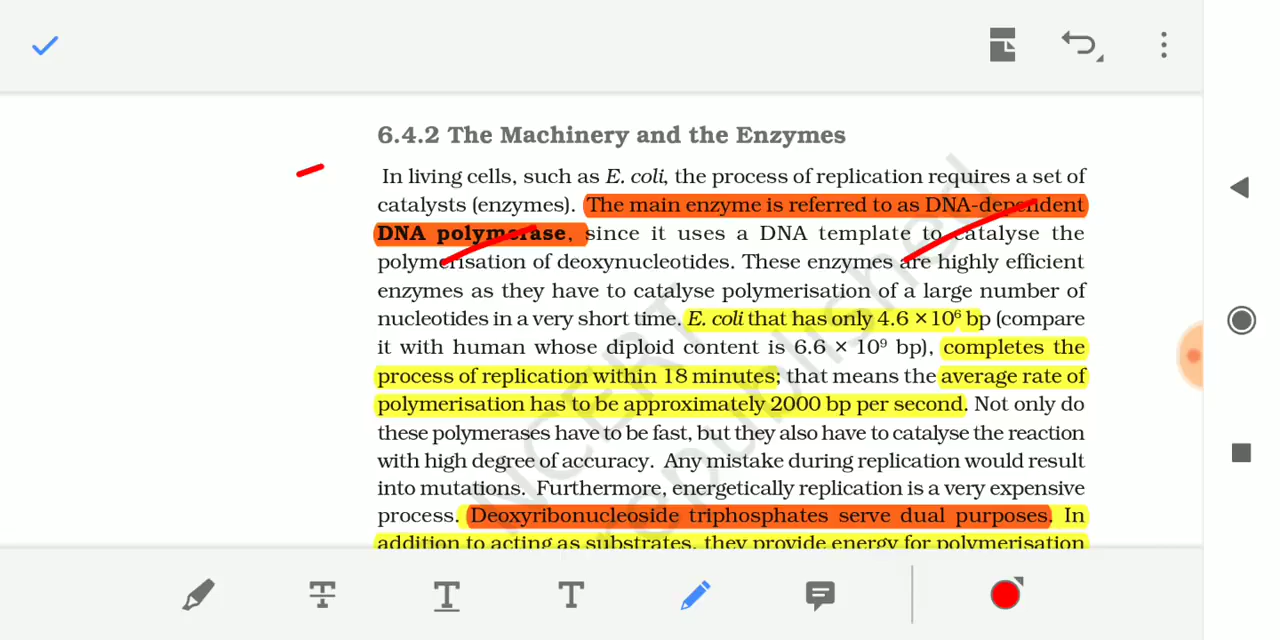 6.4.2 The Machinery and the Enzymes
In living cells, such as E. coli, the process of replication requires a set of
catalysts (enzymes). The main enzyme is referred to as DNA-dependent
DNA polymerase, since it uses a DNA template to catalyse the
polymerisation of deoxynucleotides. These enzymes are highly efficient
enzymes as they have to catalyse polymerisation of a large number of
nucleotides in a very short time. E. coli that has only 4.6 × 10⁶ bp (compare
it with human whose diploid content is 6.6 × 10⁹ bp), completes the
process of replication within 18 minutes; that means the average rate of
polymerisation has to be approximately 2000 bp per second. Not only do
these polymerases have to be fast, but they also have to catalyse the reaction
with high degree of accuracy. Any mistake during replication would result
into mutations. Furthermore, energetically replication is a very expensive
process. Deoxyribonucleoside triphosphates serve dual purposes. In
addition to acting as substrates, they provide energy for polymerisation
NCERT
republished
T
T
T